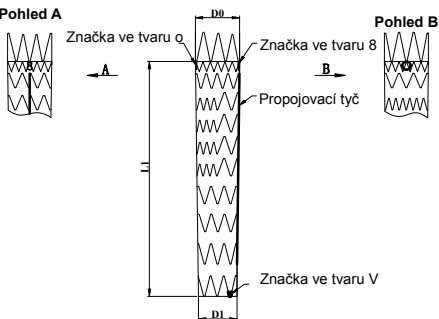 Pohled A
D0
Pohled B
Značka ve tvaru o
Značka ve tvaru 8
A
B
Propojovací tyč
L1
Značka ve tvaru V
D1